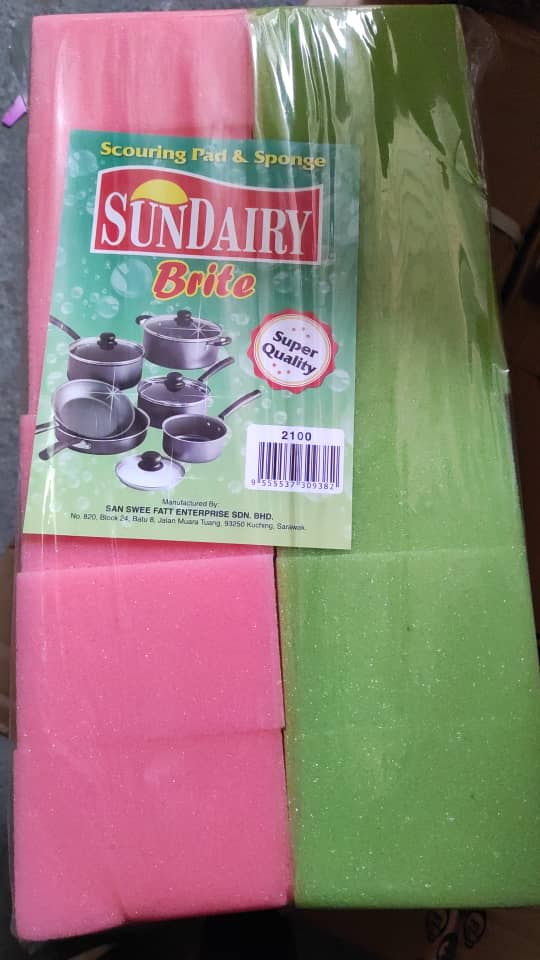 Scouring Pad & Sponge
SUNDAIRY
Brite
Super
Quality
2100
9 555537 309382
Manufactured By:
SAN SWEE FATT ENTERPRISE SDN. BHD.
No. 820, Block 24, Batu 8, Jalan Muara Tuang, 93250 Kuching, Sarawak.